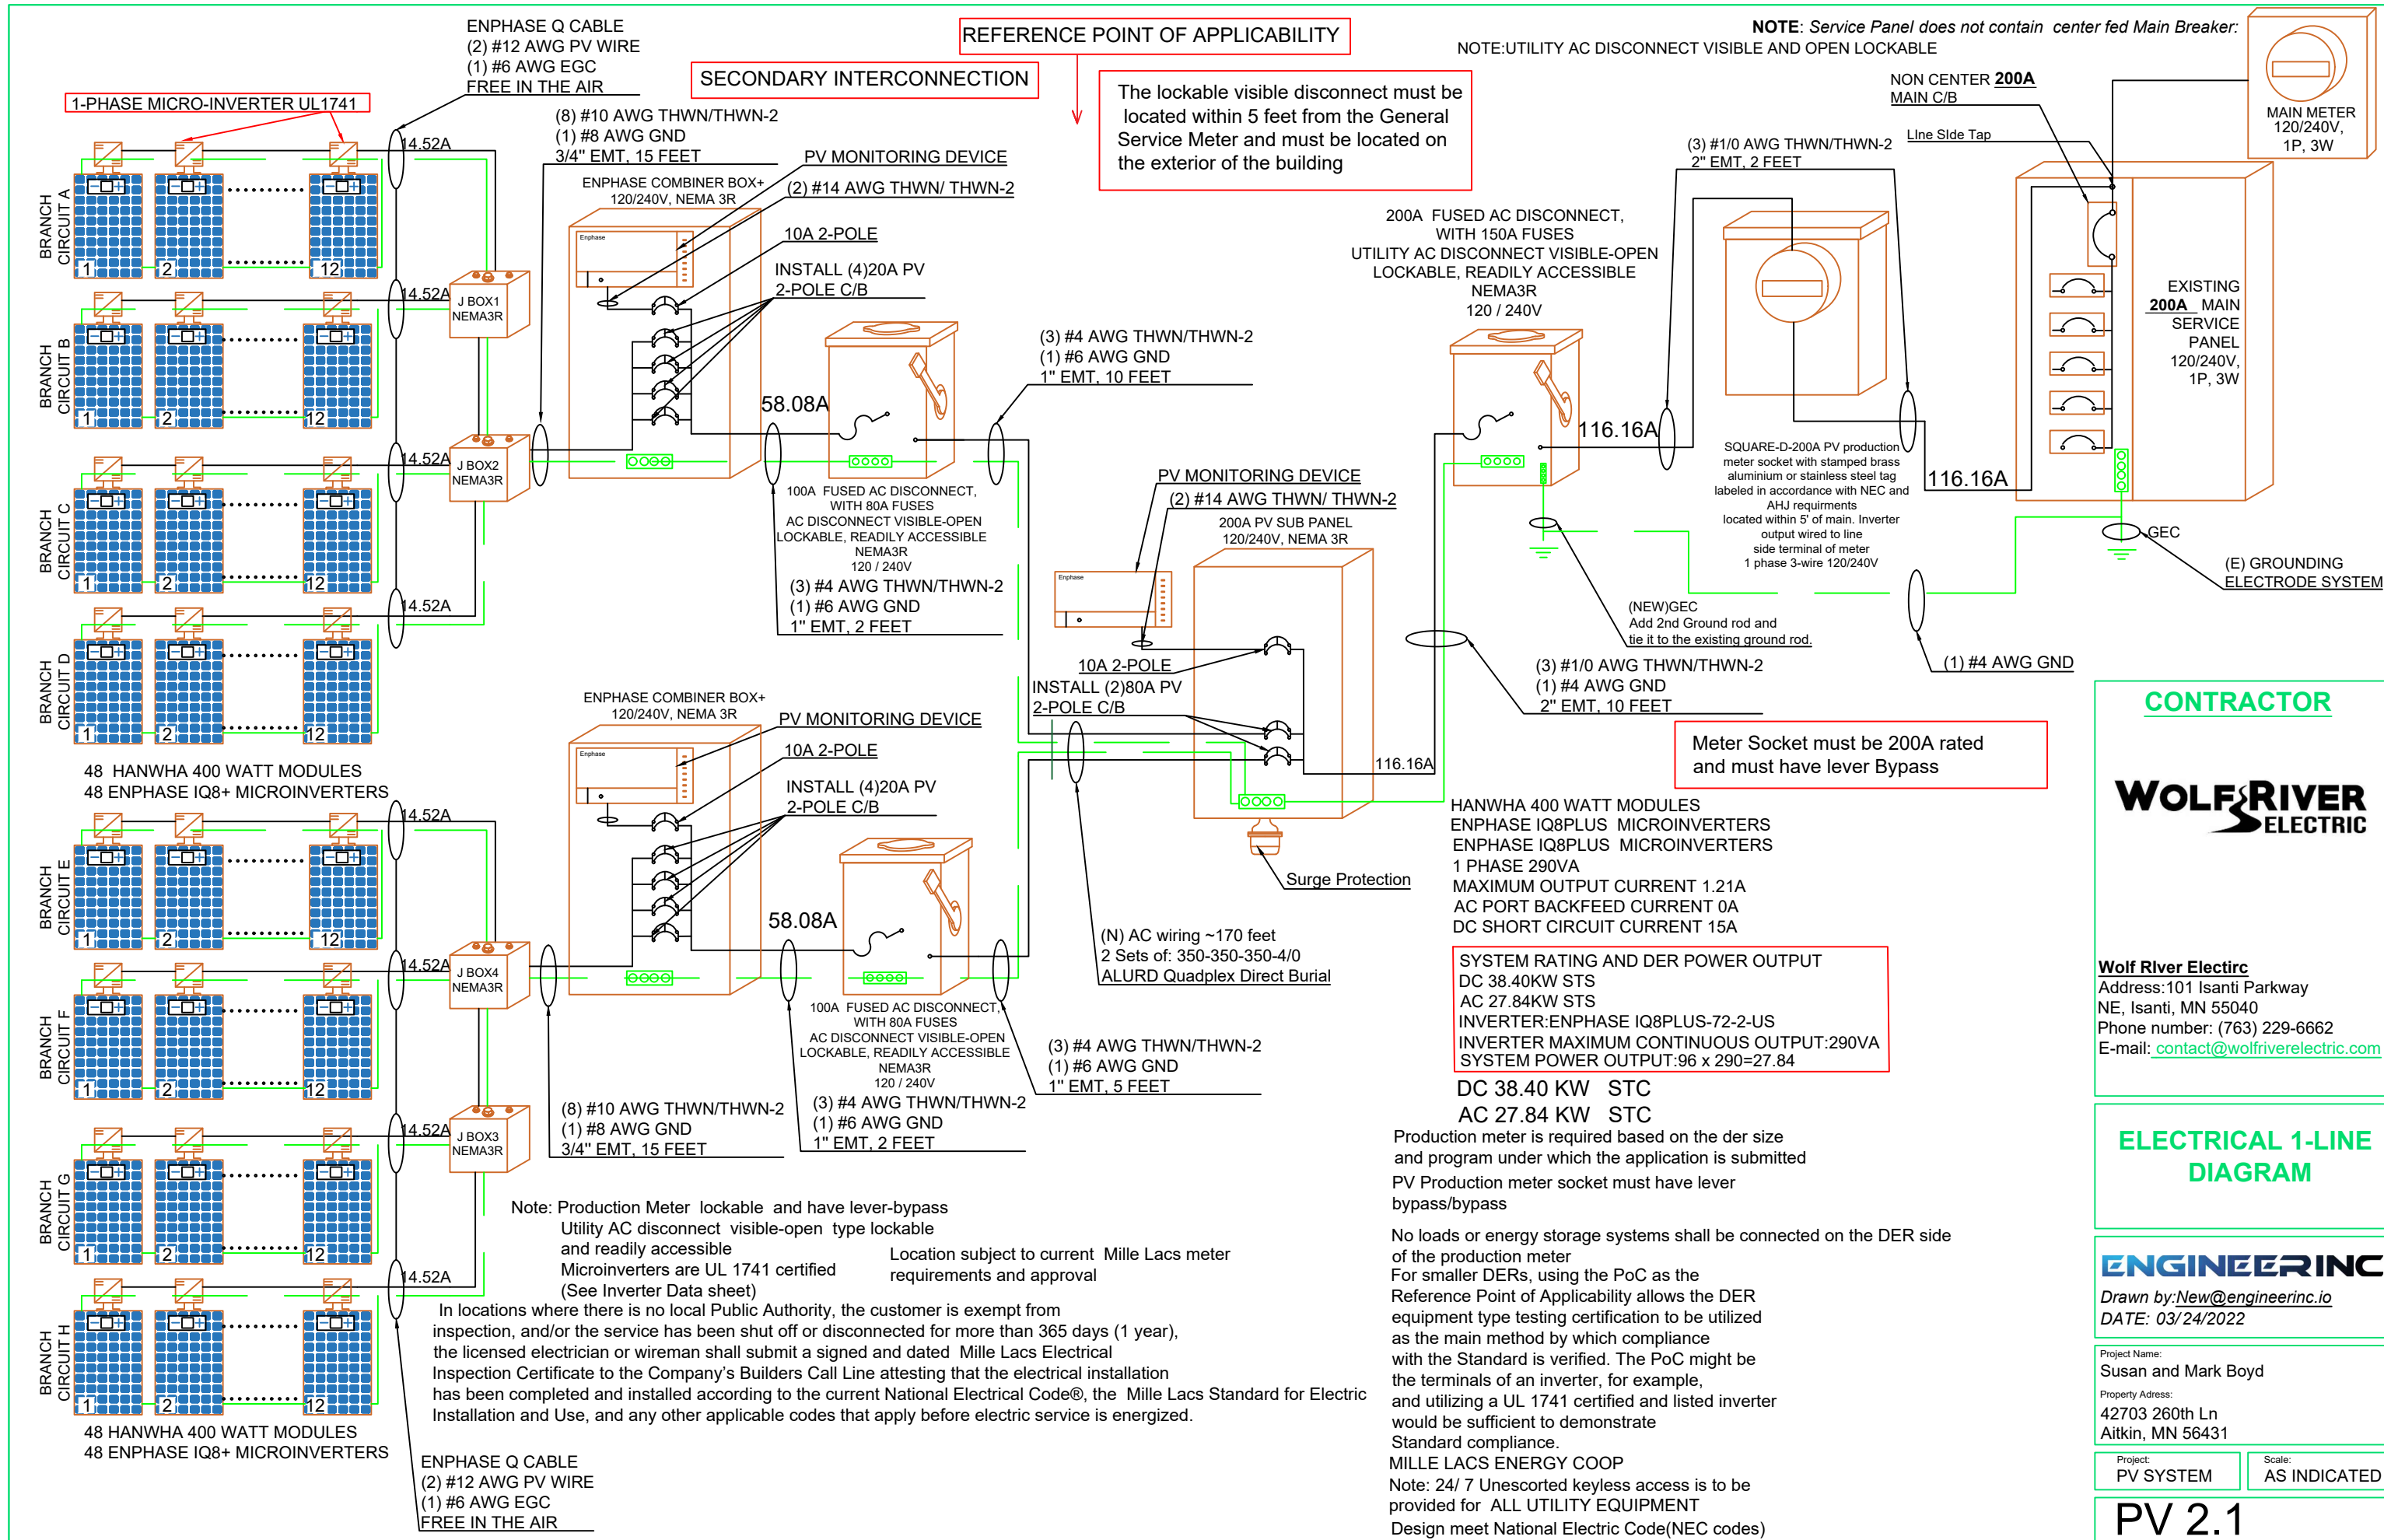 ENPHASE Q CABLE
(2) #12 AWG PV WIRE
(1) #6 AWG EGC
FREE IN THE AIR
REFERENCE POINT OF APPLICABILITY
SECONDARY INTERCONNECTION
NOTE: Service Panel does not contain center fed Main Breaker:
NOTE:UTILITY AC DISCONNECT VISIBLE AND OPEN LOCKABLE
The lockable visible disconnect must be
located within 5 feet from the General
Service Meter and must be located on
the exterior of the building
NON CENTER 200A
MAIN C/B
MAIN METER
120/240V,
1P, 3W
LIne SIde Tap
1-PHASE MICRO-INVERTER UL1741
(8) #10 AWG THWN/THWN-2
(1) #8 AWG GND
3/4" EMT, 15 FEET
PV MONITORING DEVICE
(2) #14 AWG THWN/ THWN-2
ENPHASE COMBINER BOX+
120/240V, NEMA 3R
Enphase
10A 2-POLE
INSTALL (4)20A PV
2-POLE C/B
(3) #1/0 AWG THWN/THWN-2
2" EMT, 2 FEET
200A FUSED AC DISCONNECT,
WITH 150A FUSES
UTILITY AC DISCONNECT VISIBLE-OPEN
LOCKABLE, READILY ACCESSIBLE
NEMA3R
120 / 240V
EXISTING
200A MAIN
SERVICE
PANEL
120/240V,
1P, 3W
BRANCH
CIRCUIT A
14.52A
1
2
12
BRANCH
CIRCUIT B
14.52A
1
2
12
J BOX1
NEMA3R
BRANCH
CIRCUIT C
14.52A
1
2
12
J BOX2
NEMA3R
BRANCH
CIRCUIT D
14.52A
1
2
12
58.08A
(3) #4 AWG THWN/THWN-2
(1) #6 AWG GND
1" EMT, 10 FEET
100A FUSED AC DISCONNECT,
WITH 80A FUSES
AC DISCONNECT VISIBLE-OPEN
LOCKABLE, READILY ACCESSIBLE
NEMA3R
120 / 240V
(3) #4 AWG THWN/THWN-2
(1) #6 AWG GND
1" EMT, 2 FEET
PV MONITORING DEVICE
(2) #14 AWG THWN/ THWN-2
200A PV SUB PANEL
120/240V, NEMA 3R
Enphase
10A 2-POLE
INSTALL (2)80A PV
2-POLE C/B
116.16A
116.16A
SQUARE-D-200A PV production
meter socket with stamped brass
aluminium or stainless steel tag
labeled in accordance with NEC and
AHJ requirments
located within 5' of main. Inverter
output wired to line
side terminal of meter
1 phase 3-wire 120/240V
116.16A
GEC
(E) GROUNDING
ELECTRODE SYSTEM
(NEW)GEC
Add 2nd Ground rod and
tie it to the existing ground rod.
(3) #1/0 AWG THWN/THWN-2
(1) #4 AWG GND
2" EMT, 10 FEET
(1) #4 AWG GND
Meter Socket must be 200A rated
and must have lever Bypass
48 HANWHA 400 WATT MODULES
48 ENPHASE IQ8+ MICROINVERTERS
ENPHASE COMBINER BOX+
120/240V, NEMA 3R
Enphase
PV MONITORING DEVICE
10A 2-POLE
INSTALL (4)20A PV
2-POLE C/B
BRANCH
CIRCUIT E
14.52A
1
2
12
BRANCH
CIRCUIT F
14.52A
1
2
12
J BOX4
NEMA3R
BRANCH
CIRCUIT G
14.52A
1
2
12
J BOX3
NEMA3R
BRANCH
CIRCUIT H
14.52A
1
2
12
58.08A
100A FUSED AC DISCONNECT,
WITH 80A FUSES
AC DISCONNECT VISIBLE-OPEN
LOCKABLE, READILY ACCESSIBLE
NEMA3R
120 / 240V
(3) #4 AWG THWN/THWN-2
(1) #6 AWG GND
1" EMT, 2 FEET
(8) #10 AWG THWN/THWN-2
(1) #8 AWG GND
3/4" EMT, 15 FEET
(N) AC wiring ~170 feet
2 Sets of: 350-350-350-4/0
ALURD Quadplex Direct Burial
(3) #4 AWG THWN/THWN-2
(1) #6 AWG GND
1" EMT, 5 FEET
Surge Protection
HANWHA 400 WATT MODULES
ENPHASE IQ8PLUS MICROINVERTERS
ENPHASE IQ8PLUS MICROINVERTERS
1 PHASE 290VA
MAXIMUM OUTPUT CURRENT 1.21A
AC PORT BACKFEED CURRENT 0A
DC SHORT CIRCUIT CURRENT 15A
SYSTEM RATING AND DER POWER OUTPUT
DC 38.40KW STS
AC 27.84KW STS
INVERTER:ENPHASE IQ8PLUS-72-2-US
INVERTER MAXIMUM CONTINUOUS OUTPUT:290VA
SYSTEM POWER OUTPUT:96 x 290=27.84
DC 38.40 KW STC
AC 27.84 KW STC
Production meter is required based on the der size
and program under which the application is submitted
PV Production meter socket must have lever
bypass/bypass
No loads or energy storage systems shall be connected on the DER side
of the production meter
For smaller DERs, using the PoC as the
Reference Point of Applicability allows the DER
equipment type testing certification to be utilized
as the main method by which compliance
with the Standard is verified. The PoC might be
the terminals of an inverter, for example,
and utilizing a UL 1741 certified and listed inverter
would be sufficient to demonstrate
Standard compliance.
MILLE LACS ENERGY COOP
Note: 24/ 7 Unescorted keyless access is to be
provided for ALL UTILITY EQUIPMENT
Design meet National Electric Code(NEC codes)
Note: Production Meter lockable and have lever-bypass
Utility AC disconnect visible-open type lockable
and readily accessible
Microinverters are UL 1741 certified
(See Inverter Data sheet)
Location subject to current Mille Lacs meter
requirements and approval
In locations where there is no local Public Authority, the customer is exempt from
inspection, and/or the service has been shut off or disconnected for more than 365 days (1 year),
the licensed electrician or wireman shall submit a signed and dated Mille Lacs Electrical
Inspection Certificate to the Company's Builders Call Line attesting that the electrical installation
has been completed and installed according to the current National Electrical Code®, the Mille Lacs Standard for Electric
Installation and Use, and any other applicable codes that apply before electric service is energized.
48 HANWHA 400 WATT MODULES
48 ENPHASE IQ8+ MICROINVERTERS
ENPHASE Q CABLE
(2) #12 AWG PV WIRE
(1) #6 AWG EGC
FREE IN THE AIR
CONTRACTOR
WOLF RIVER
ELECTRIC
Wolf RIver Electirc
Address:101 Isanti Parkway
NE, Isanti, MN 55040
Phone number: (763) 229-6662
E-mail: contact@wolfriverelectric.com
ELECTRICAL 1-LINE
DIAGRAM
ENGINEERINC
Drawn by:New@engineerinc.io
DATE: 03/24/2022
Project Name:
Susan and Mark Boyd
Property Adress:
42703 260th Ln
Aitkin, MN 56431
Project:
PV SYSTEM
Scale:
AS INDICATED
PV 2.1